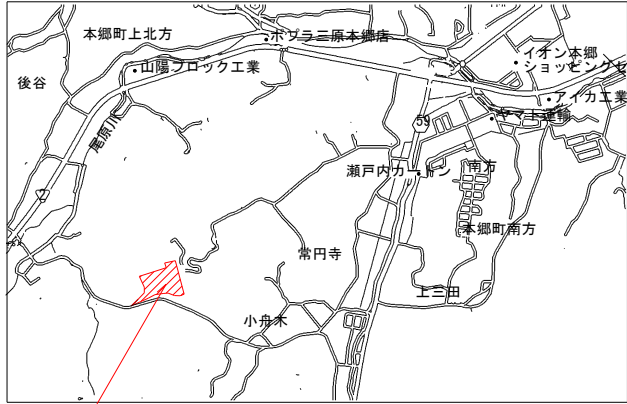 本郷町上北方
ポプラ三原本郷店
イオン本郷
ショッピングセ
山陽ブロック工業
後谷
アイカ工業
ヤマト運輸
59
尾原川
瀬戸内カートン
南方
本郷町南方
常円寺
上三田
小舟木